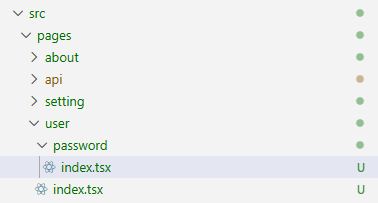 src
pages
about
api
setting
user
password
index.tsx U
index.tsx U